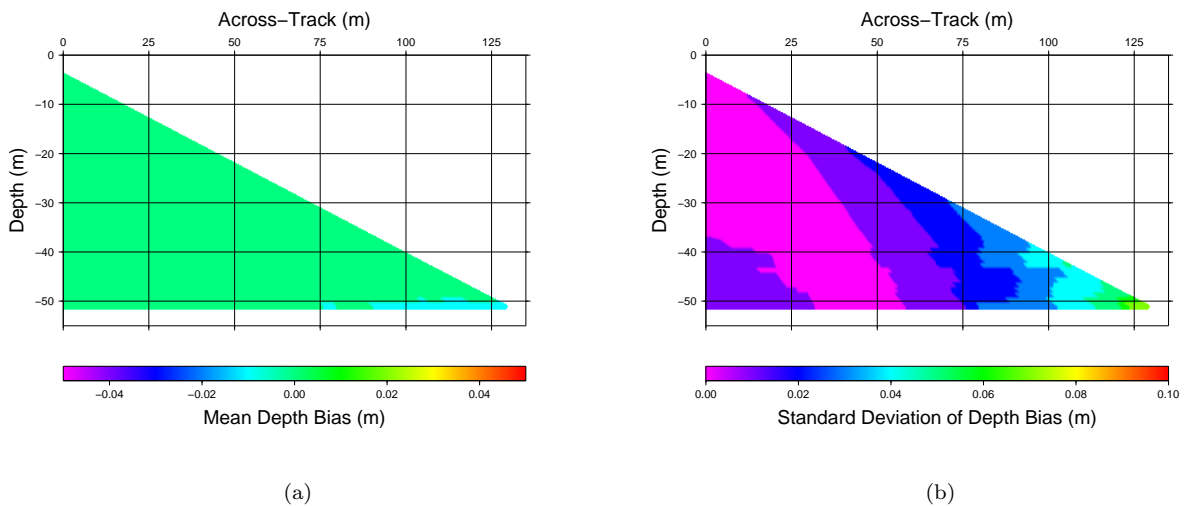 Across−Track (m)
0 25 50 75 100 125
0
−10
−20
−30
−40
−50
Depth (m)
−0.04 −0.02 0.00 0.02 0.04
Mean Depth Bias (m)
(a)
Across−Track (m)
0 25 50 75 100 125
0
−10
−20
−30
−40
−50
Depth (m)
0.00 0.02 0.04 0.06 0.08 0.10
Standard Deviation of Depth Bias (m)
(b)